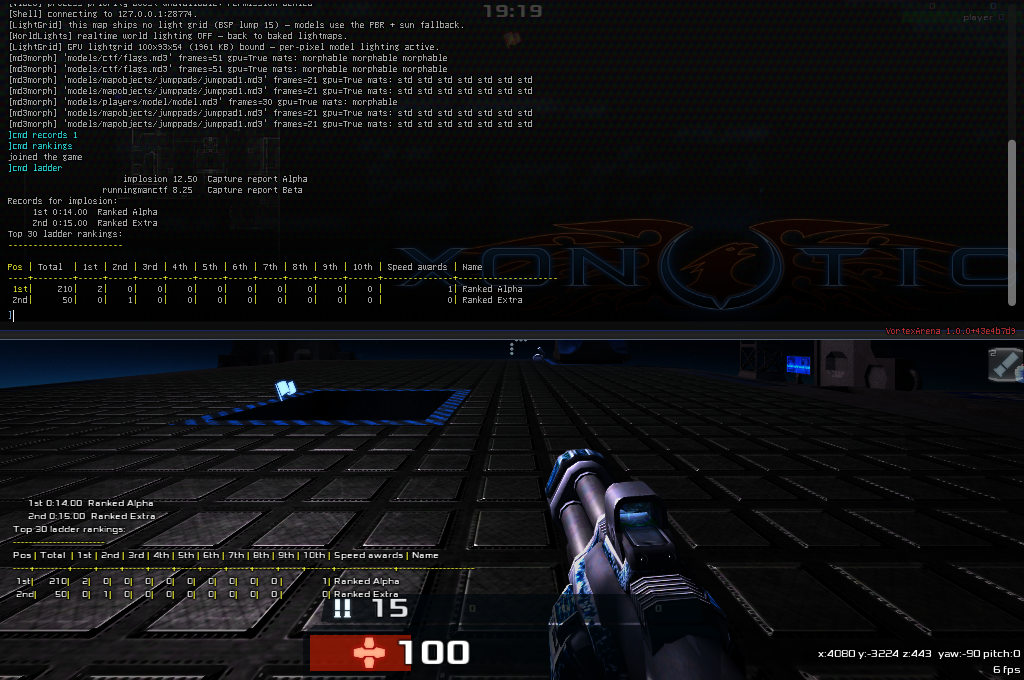 [Shell] connecting to 127.0.0.1:28774.
[LightGrid] this map ships no light grid (BSP lump 15) — models use the PBR + sun fallback.
[WorldLights] realtime world lighting OFF — back to baked lightmaps.
[LightGrid] GPU lightgrid 100x93x54 (1961 KB) bound — per-pixel model lighting active.
[md3morph] 'models/ctf/flags.md3' frames=51 gpu=True mats: morphable morphable morphable
[md3morph] 'models/ctf/flags.md3' frames=51 gpu=True mats: morphable morphable morphable
[md3morph] 'models/mapobjects/jumppads/jumppad1.md3' frames=21 gpu=True mats: std std std std std std
[md3morph] 'models/mapobjects/jumppads/jumppad1.md3' frames=21 gpu=True mats: std std std std std std
[md3morph] 'models/players/model/model.md3' frames=30 gpu=True mats: morphable
[md3morph] 'models/mapobjects/jumppads/jumppad1.md3' frames=21 gpu=True mats: std std std std std std
[md3morph] 'models/mapobjects/jumppads/jumppad1.md3' frames=21 gpu=True mats: std std std std std std
]cmd records 1
]cmd rankings
joined the game
]cmd ladder
implosion 12.50 Capture report Alpha
runningmanctf 8.25 Capture report Beta
Records for implosion:
1st 0:14.00 Ranked Alpha
2nd 0:15.00 Ranked Extra
Top 30 ladder rankings:
-----------------------
Pos | Total | 1st | 2nd | 3rd | 4th | 5th | 6th | 7th | 8th | 9th | 10th | Speed awards | Name
----+-------+-----+-----+-----+-----+-----+-----+-----+-----+-----+------+--------------+--------------------
1st| 210| 2| 0| 0| 0| 0| 0| 0| 0| 0| 0 | 1| Ranked Alpha
2nd| 50| 0| 1| 0| 0| 0| 0| 0| 0| 0| 0 | 0| Ranked Extra
]
19:19
player
XONOTIC
VortexArena 1.0.0+43e4b7d9
2
1st 0:14.00 Ranked Alpha
2nd 0:15.00 Ranked Extra
Top 30 ladder rankings:
-----------------------
Pos | Total | 1st | 2nd | 3rd | 4th | 5th | 6th | 7th | 8th | 9th | 10th | Speed awards | Name
----+-------+-----+-----+-----+-----+-----+-----+-----+-----+-----+------+--------------+--------------------
1st| 210| 2| 0| 0| 0| 0| 0| 0| 0| 0| 0 | 1| Ranked Alpha
2nd| 50| 0| 1| 0| 0| 0| 0| 0| 0| 0| 0 | 0| Ranked Extra
15 0 0
100
x:4080 y:-3224 z:443 yaw:-90 pitch:0
6 fps